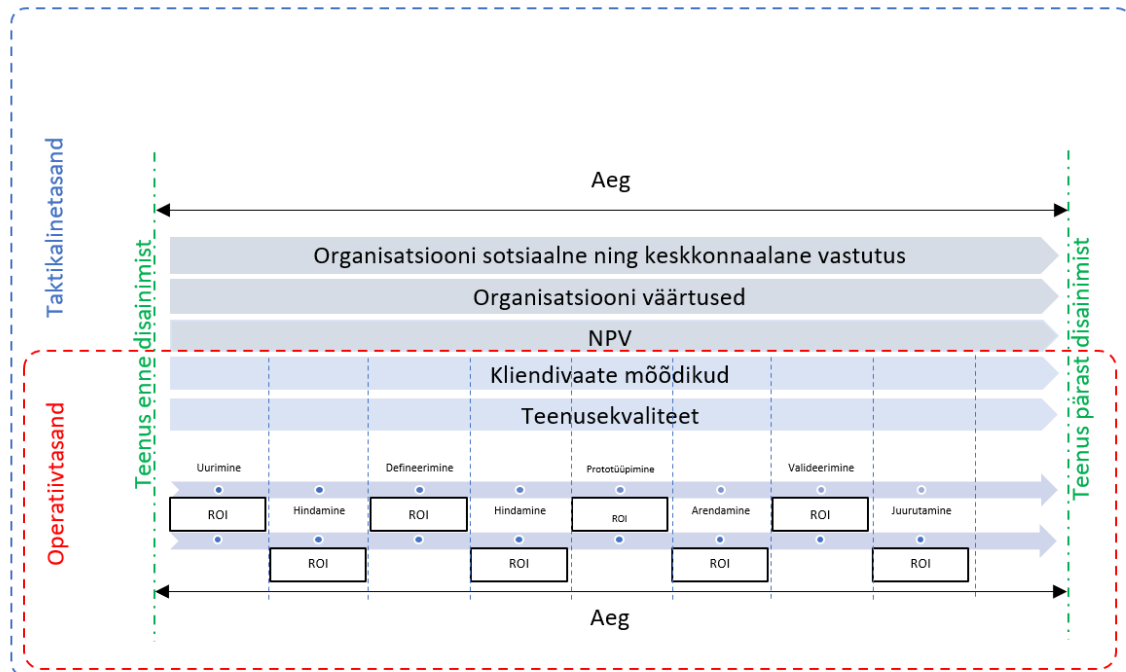 Taktikalinetasand
Teenus enne disainimist
Aeg
Organisatsiooni sotsiaalne ning keskkonnaalane vastutus
Organisatsiooni väärtused
NPV
Teenus pärast disainimist
Operatiivtasand
Kliendivaate mõõdikud
Teenusekvaliteet
Uurimine
Defineerimine
Prototüüpimine
Valideerimine
ROI
Hindamine
ROI
Hindamine
ROI
Arendamine
ROI
Juurutamine
ROI
ROI
ROI
ROI
Aeg